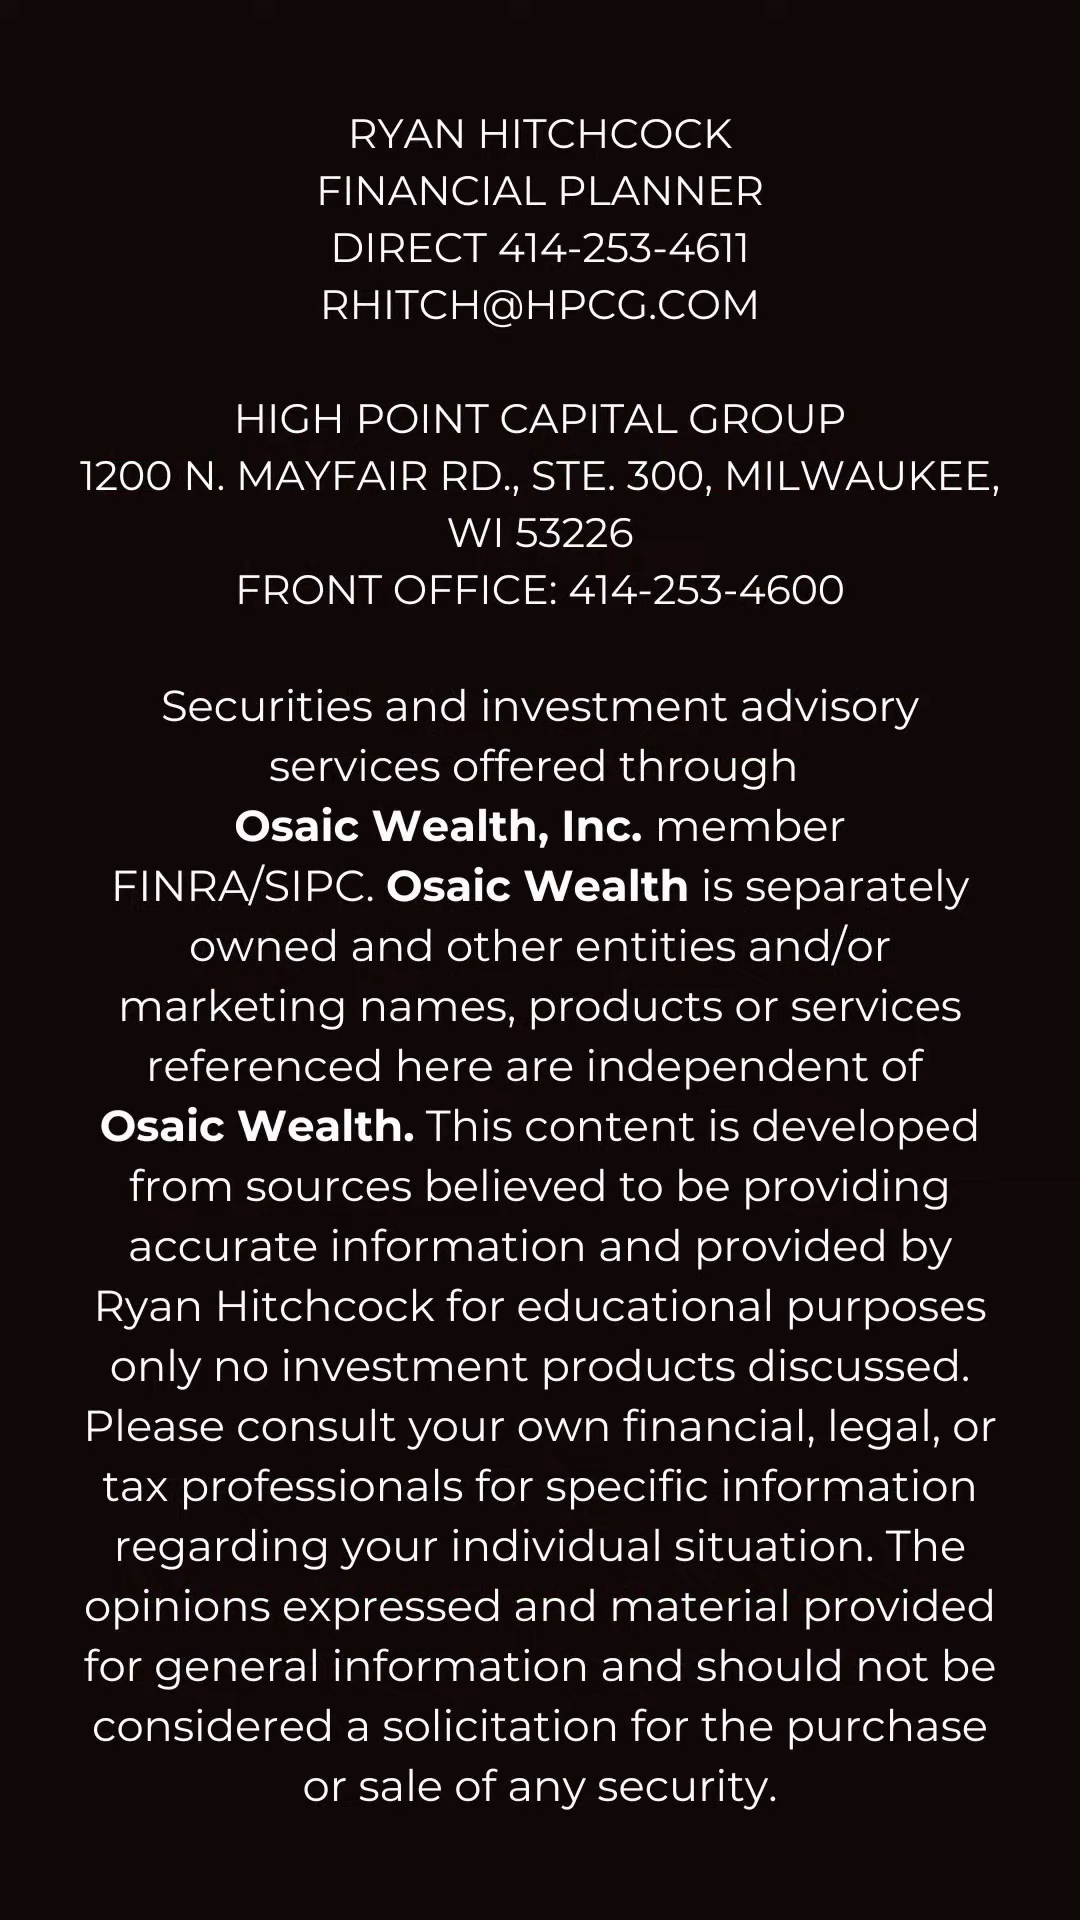 RYAN HITCHCOCK
FINANCIAL PLANNER
DIRECT 414-253-4611
RHITCH@HPCG.COM
HIGH POINT CAPITAL GROUP
1200 N. MAYFAIR RD., STE. 300, MILWAUKEE,
WI 53226
FRONT OFFICE: 414-253-4600
Securities and investment advisory
services offered through
Osaic Wealth, Inc. member
FINRA/SIPC. Osaic Wealth is separately
owned and other entities and/or
marketing names, products or services
referenced here are independent of
Osaic Wealth. This content is developed
from sources believed to be providing
accurate information and provided by
Ryan Hitchcock for educational purposes
only no investment products discussed.
Please consult your own financial, legal, or
tax professionals for specific information
regarding your individual situation. The
opinions expressed and material provided
for general information and should not be
considered a solicitation for the purchase
or sale of any security.